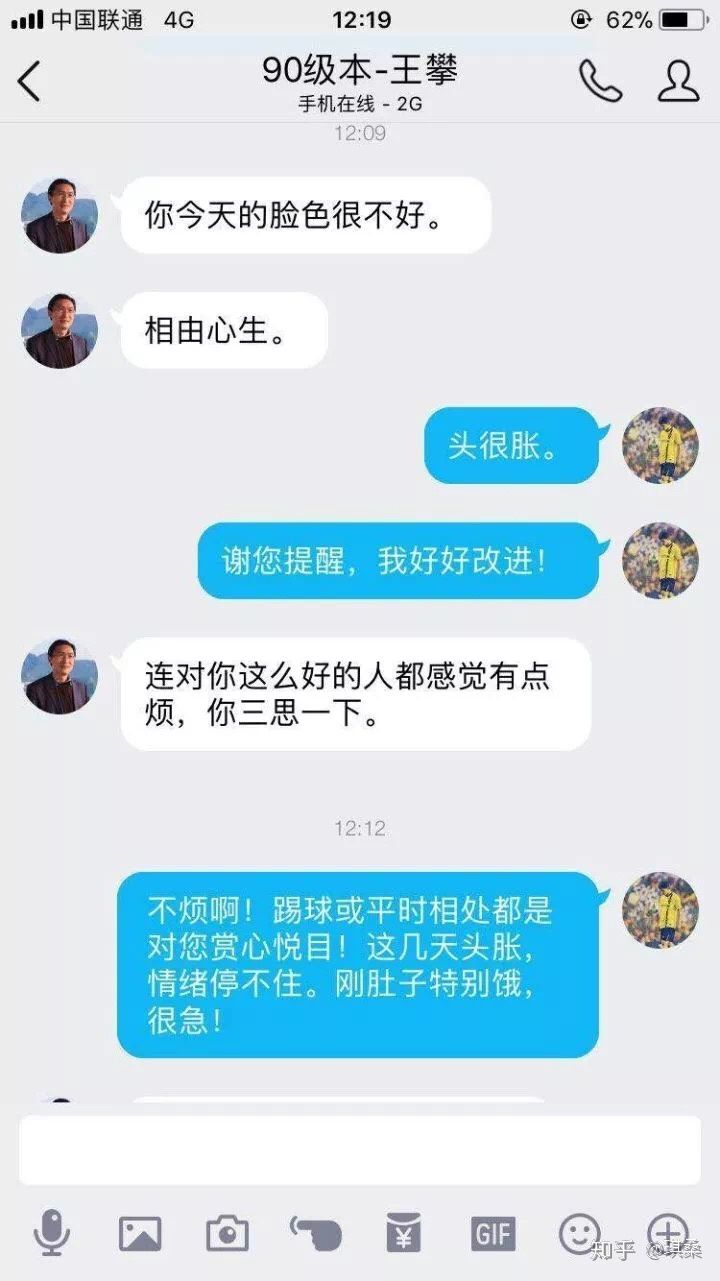 中国联通 4G 12:19 62%
90级本-王攀
手机在线 - 2G
12:09
你今天的脸色很不好。
相由心生。
头很胀。
谢您提醒，我好好改进！
连对你这么好的人都感觉有点
烦，你三思一下。
12:12
不烦啊！踢球或平时相处都是
对您赏心悦目！这几天头胀，
情绪停不住。刚肚子特别饿，
很急！
GIF
知乎 @琪桑